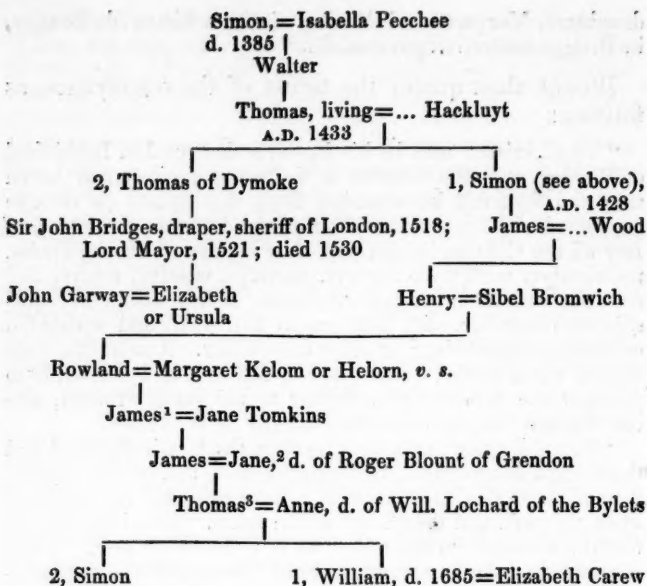 Simon,=Isabella Pecchee
d. 1385
Walter
Thomas, living=... Hackluyt
A.D. 1433
2, Thomas of Dymoke 1, Simon (see above),
A.D. 1428
Sir John Bridges, draper, sheriff of London, 1518; James=... Wood
Lord Mayor, 1521; died 1530
John Garway=Elizabeth Henry=Sibel Bromwich
or Ursula
Rowland=Margaret Kelom or Helorn, v. s.
James¹=Jane Tomkins
James=Jane,² d. of Roger Blount of Grendon
Thomas³=Anne, d. of Will. Lochard of the Bylets
2, Simon 1, William, d. 1685=Elizabeth Carew